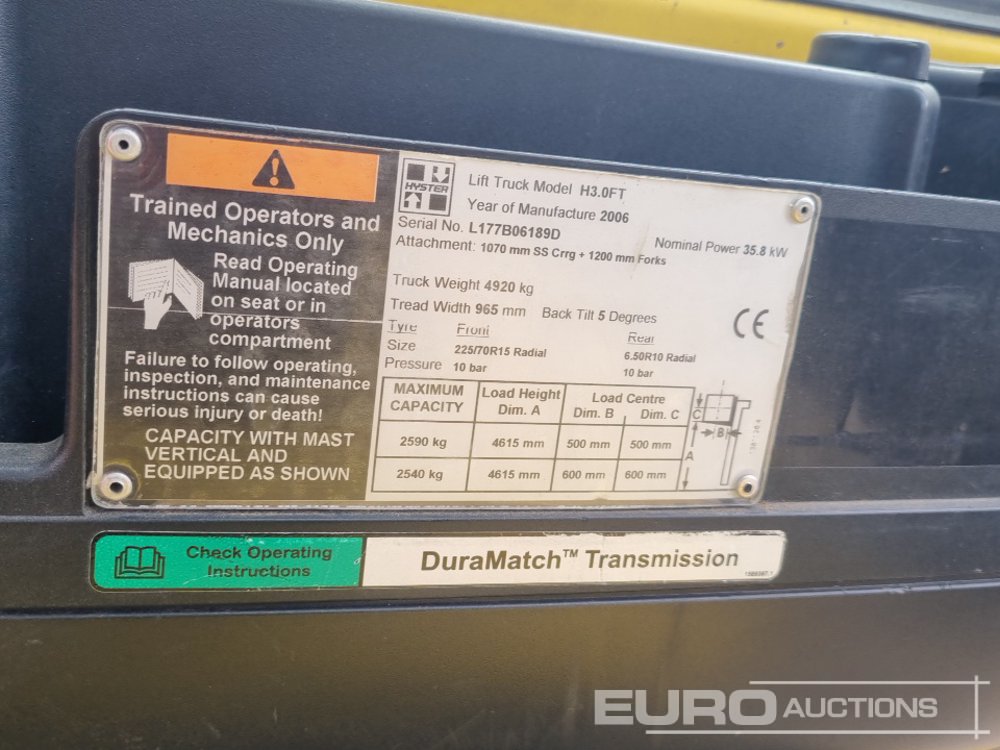 Trained Operators and
Mechanics Only
Read Operating
Manual located
on seat or in
operators
compartment
Failure to follow operating,
inspection, and maintenance
instructions can cause
serious injury or death!
CAPACITY WITH MAST
VERTICAL AND
EQUIPPED AS SHOWN
HYSTER
Lift Truck Model H3.0FT
Year of Manufacture 2006
Serial No. L177B06189D
Nominal Power 35.8 kW
Attachment: 1070 mm SS Crrg + 1200 mm Forks
Truck Weight 4920 kg
Tread Width 965 mm Back Tilt 5 Degrees
CE
Tyre Front Rear
Size 225/70R15 Radial 6.50R10 Radial
Pressure 10 bar 10 bar
MAXIMUM CAPACITY Load Height Dim. A Load Centre Dim. B Dim. C
2590 kg 4615 mm 500 mm 500 mm
2540 kg 4615 mm 600 mm 600 mm
C
B
A
Check Operating
Instructions
DuraMatch™ Transmission
EURO AUCTIONS